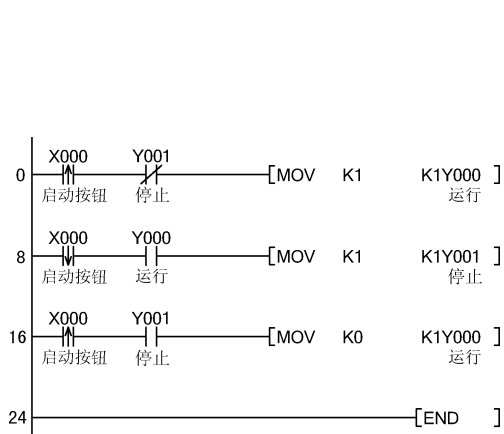 X000 Y001
0 [MOV K1 K1Y000 ]
启动按钮 停止 运行
X000 Y000
8 [MOV K1 K1Y001 ]
启动按钮 运行 停止
X000 Y001
16 [MOV K0 K1Y000 ]
启动按钮 停止 运行
24 [END ]